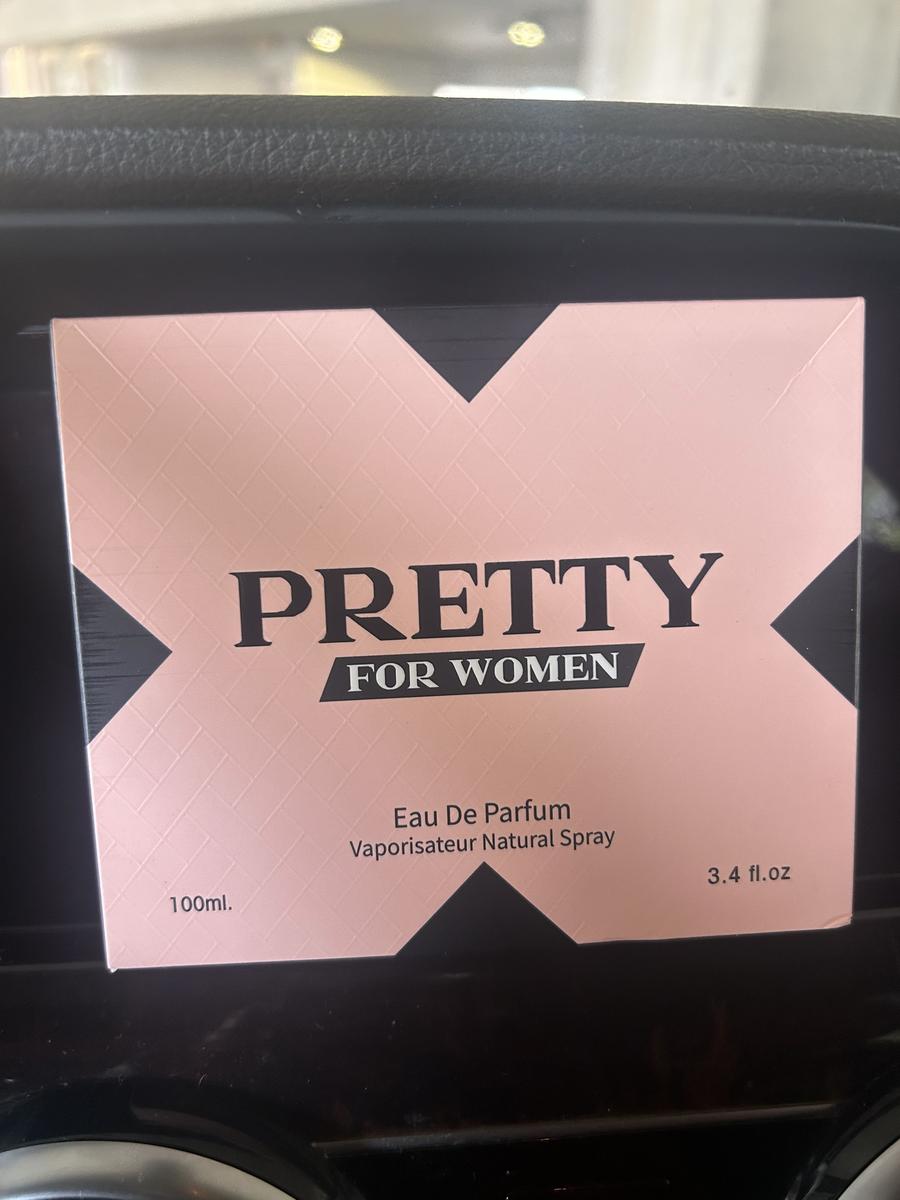 PRETTY
FOR WOMEN
Eau De Parfum
Vaporisateur Natural Spray
100ml.
3.4 fl.oz